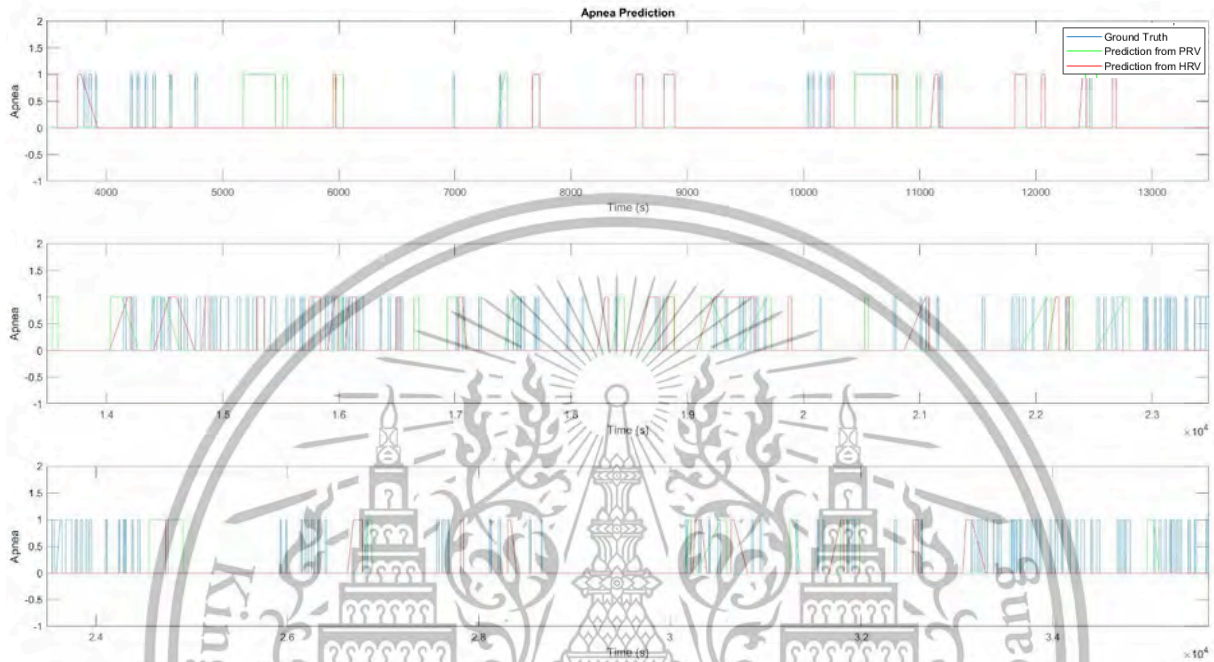 Apnea Prediction
Ground Truth
Prediction from PRV
Prediction from HRV
2
1.5
1
0.5
0
-0.5
-1
Apnea
4000 5000 6000 7000 8000 9000 10000 11000 12000 13000
Time (s)
2
1.5
1
0.5
0
-0.5
-1
Apnea
1.4 1.5 1.6 1.7 1.8 1.9 2 2.1 2.2 2.3
Time (s)
×10⁴
2
1.5
1
0.5
0
-0.5
-1
Apnea
2.4 2.6 2.8 3 3.2 3.4
Time (s)
King